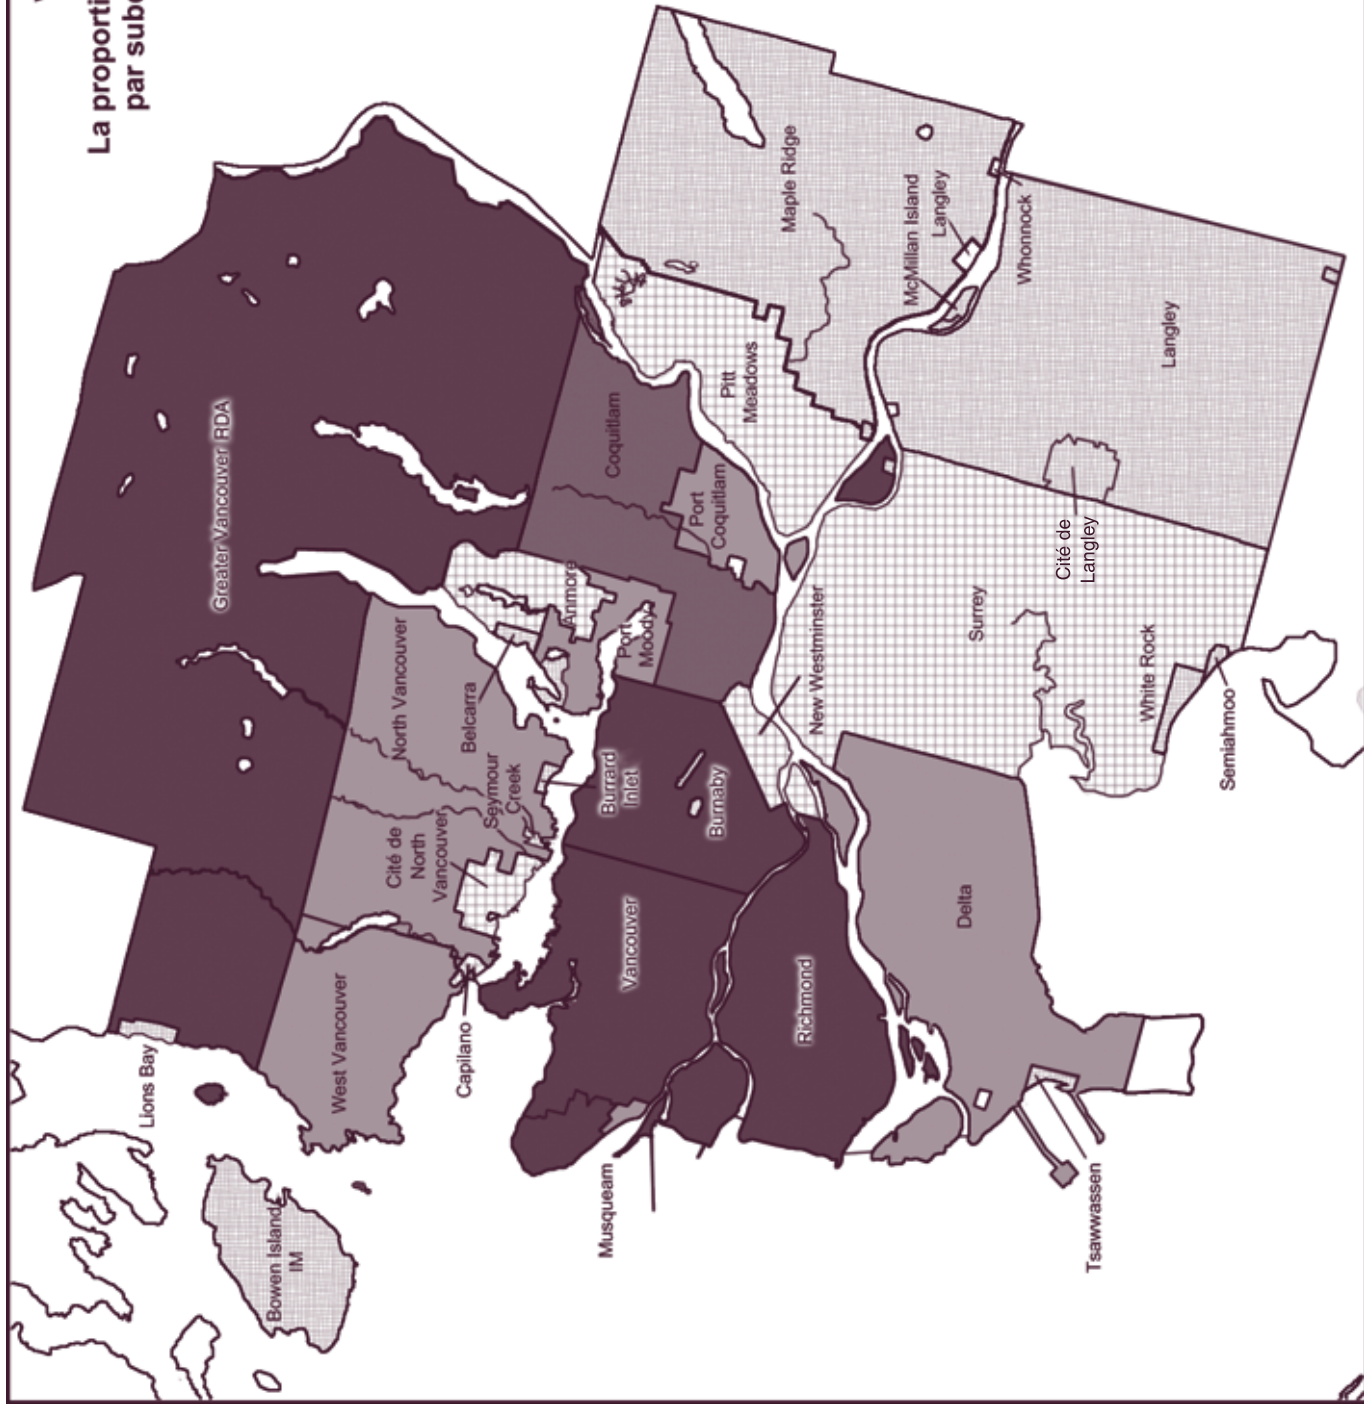 La proporti
par subd
Greater Vancouver RDA
Lions Bay
Bowen Island
IM
West Vancouver
North Vancouver
Cité de
North
Vancouver
Seymour
Creek
Belcarra
Capilano
Anmore
Port
Moody
Coquitlam
Port
Coquitlam
Pitt
Meadows
Maple Ridge
McMillan Island
Langley
Whonnock
Burrard
Inlet
Burnaby
Vancouver
Musqueam
Richmond
New Westminster
Surrey
Cité de
Langley
Langley
White Rock
Semiahmoo
Delta
Tsawwassen